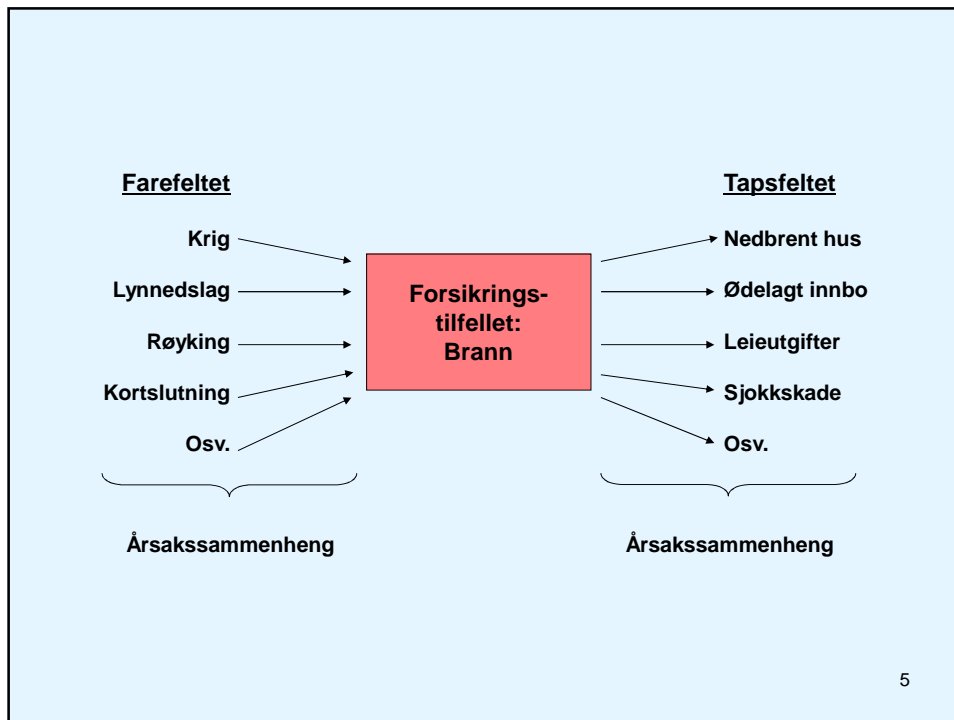 Farefeltet
Krig
Lynnedslag
Røyking
Kortslutning
Osv.
Årsakssammenheng
Forsikrings-
tilfellet:
Brann
Tapsfeltet
Nedbrent hus
Ødelagt innbo
Leieutgifter
Sjokkskade
Osv.
Årsakssammenheng
5